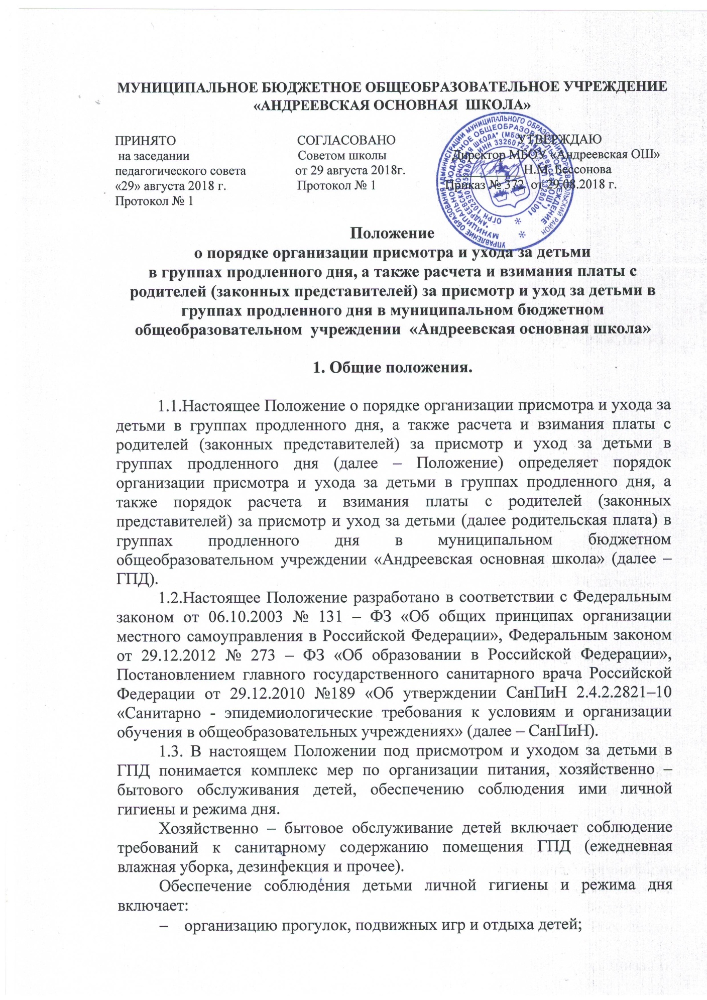 МУНИЦИПАЛЬНОЕ БЮДЖЕТНОЕ ОБЩЕОБРАЗОВАТЕЛЬНОЕ УЧРЕЖДЕНИЕ
«АНДРЕЕВСКАЯ ОСНОВНАЯ ШКОЛА»
ПРИНЯТО СОГЛАСОВАНО УТВЕРЖДАЮ
на заседании Советом школы Директор МБОУ «Андреевская ОШ»
педагогического совета от 29 августа 2018г. Н.М. Бессонова
«29» августа 2018 г. Протокол № 1 Приказ № 372 от 29.08.2018 г.
Протокол № 1
Положение
о порядке организации присмотра и ухода за детьми
в группах продленного дня, а также расчета и взимания платы с
родителей (законных представителей) за присмотр и уход за детьми в
группах продленного дня в муниципальном бюджетном
общеобразовательном учреждении «Андреевская основная школа»
1. Общие положения.
1.1.Настоящее Положение о порядке организации присмотра и ухода за
детьми в группах продленного дня, а также расчета и взимания платы с
родителей (законных представителей) за присмотр и уход за детьми в
группах продленного дня (далее – Положение) определяет порядок
организации присмотра и ухода за детьми в группах продленного дня, а
также порядок расчета и взимания платы с родителей (законных
представителей) за присмотр и уход за детьми (далее родительская плата) в
группах продленного дня в муниципальном бюджетном
общеобразовательном учреждении «Андреевская основная школа» (далее –
ГПД).
1.2.Настоящее Положение разработано в соответствии с Федеральным
законом от 06.10.2003 № 131 – ФЗ «Об общих принципах организации
местного самоуправления в Российской Федерации», Федеральным законом
от 29.12.2012 № 273 – ФЗ «Об образовании в Российской Федерации»,
Постановлением главного государственного санитарного врача Российской
Федерации от 29.12.2010 №189 «Об утверждении СанПиН 2.4.2.2821–10
«Санитарно - эпидемиологические требования к условиям и организации
обучения в общеобразовательных учреждениях» (далее – СанПиН).
1.3. В настоящем Положении под присмотром и уходом за детьми в
ГПД понимается комплекс мер по организации питания, хозяйственно –
бытового обслуживания детей, обеспечению соблюдения ими личной
гигиены и режима дня.
Хозяйственно – бытовое обслуживание детей включает соблюдение
требований к санитарному содержанию помещения ГПД (ежедневная
влажная уборка, дезинфекция и прочее).
Обеспечение соблюдения детьми личной гигиены и режима дня
включает:
– организацию прогулок, подвижных игр и отдыха детей;
УПРАВЛЕНИЕ ОБРАЗОВАНИЯ АДМИНИСТРАЦИИ МУНИЦИПАЛЬНОГО ОБРАЗОВАНИЯ
МУНИЦИПАЛЬНОЕ БЮДЖЕТНОЕ ОБЩЕОБРАЗОВАТЕЛЬНОЕ УЧРЕЖДЕНИЕ